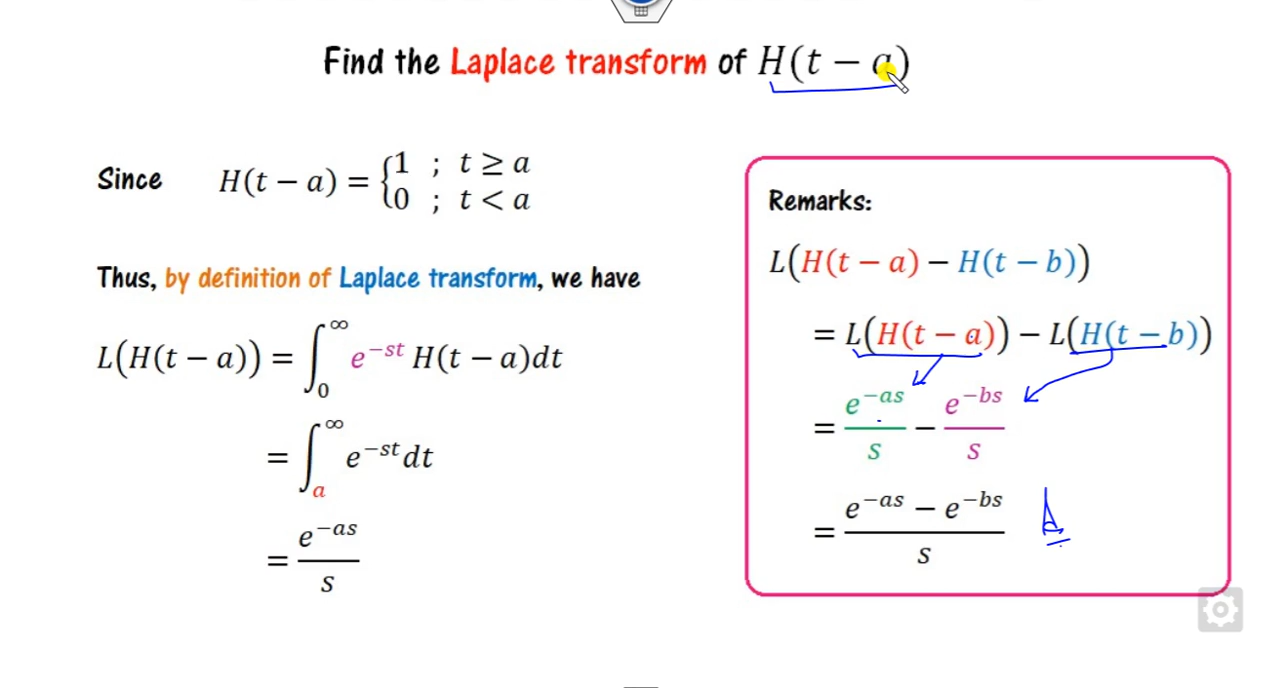 Find the Laplace transform of H(t − a)
Since H(t − a) = {1 ; t ≥ a
0 ; t < a
Thus, by definition of Laplace transform, we have
L(H(t − a)) = ∫₀^∞ e^{−st} H(t − a)dt
= ∫ₐ^∞ e^{−st} dt
= e^{−as}/s
Remarks:
L(H(t − a) − H(t − b))
= L(H(t − a)) − L(H(t − b))
= e^{−as}/s − e^{−bs}/s
= (e^{−as} − e^{−bs})/s